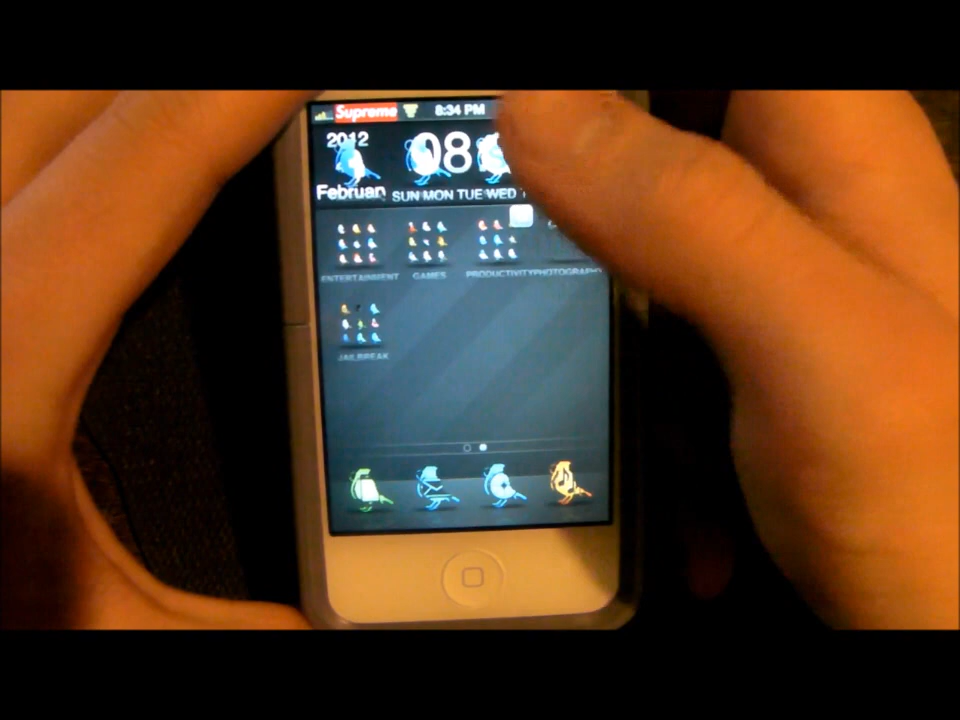 Supreme 8:34 PM
2012
08
Februar
SUN MON TUE WED
ENTERTAINMENT GAMES PRODUCTIVITY PHOTOGRAPHY
JAILBREAK